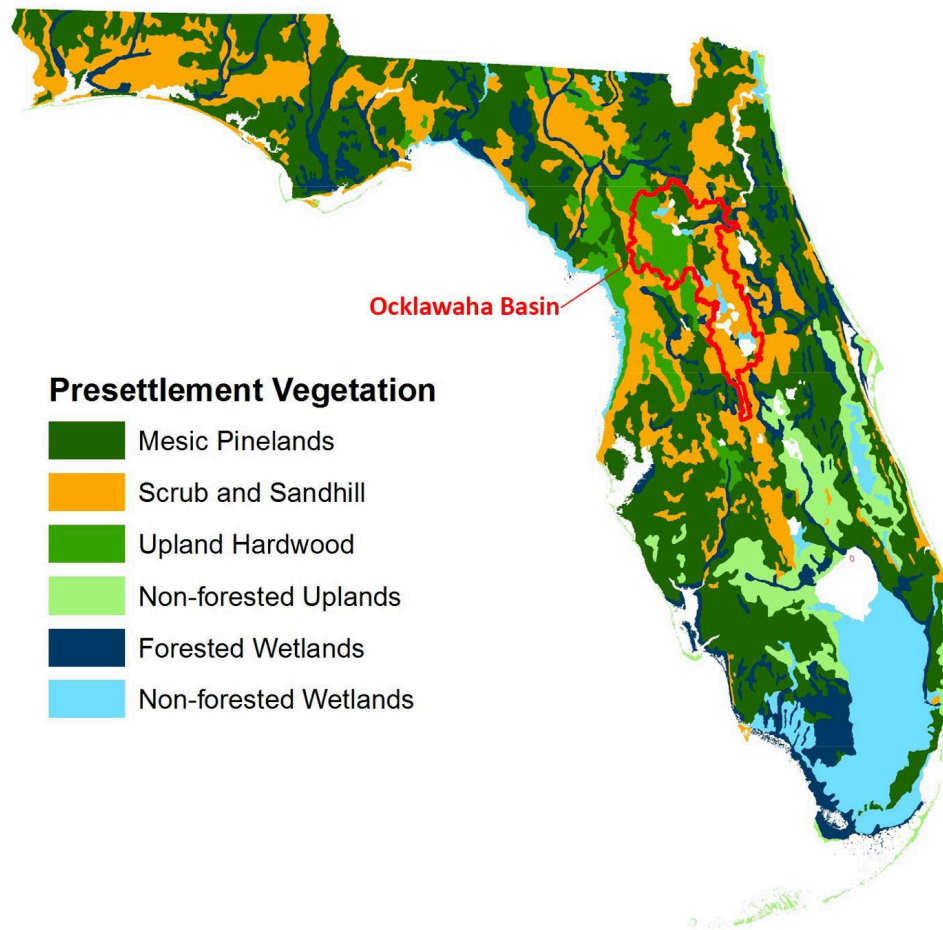 Ocklawaha Basin
Presettlement Vegetation
Mesic Pinelands
Scrub and Sandhill
Upland Hardwood
Non-forested Uplands
Forested Wetlands
Non-forested Wetlands